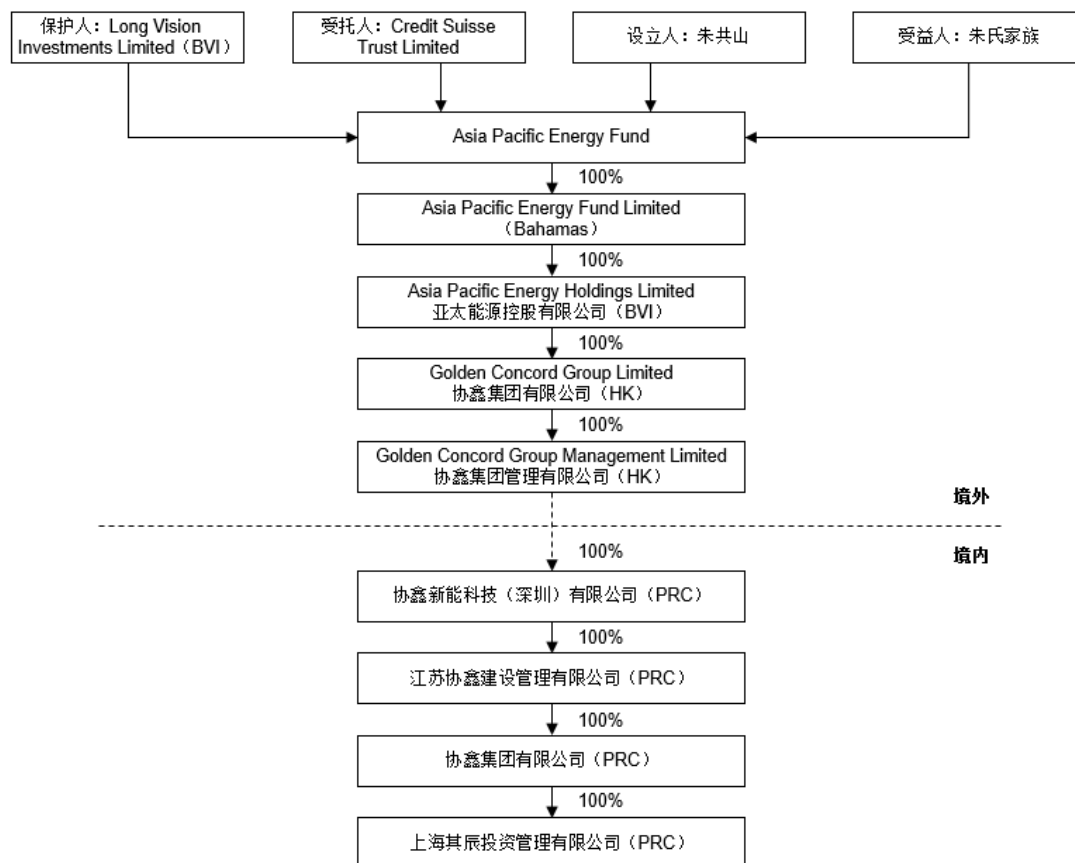 保护人：Long Vision
Investments Limited（BVI）
受托人：Credit Suisse
Trust Limited
设立人：朱共山
受益人：朱氏家族
Asia Pacific Energy Fund
100%
Asia Pacific Energy Fund Limited
（Bahamas）
100%
Asia Pacific Energy Holdings Limited
亚太能源控股有限公司（BVI）
100%
Golden Concord Group Limited
协鑫集团有限公司（HK）
100%
Golden Concord Group Management Limited
协鑫集团管理有限公司（HK）
境外
境内
100%
协鑫新能科技（深圳）有限公司（PRC）
100%
江苏协鑫建设管理有限公司（PRC）
100%
协鑫集团有限公司（PRC）
100%
上海其辰投资管理有限公司（PRC）